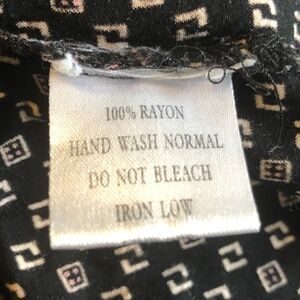 100% RAYON
HAND WASH NORMAL
DO NOT BLEACH
IRON LOW